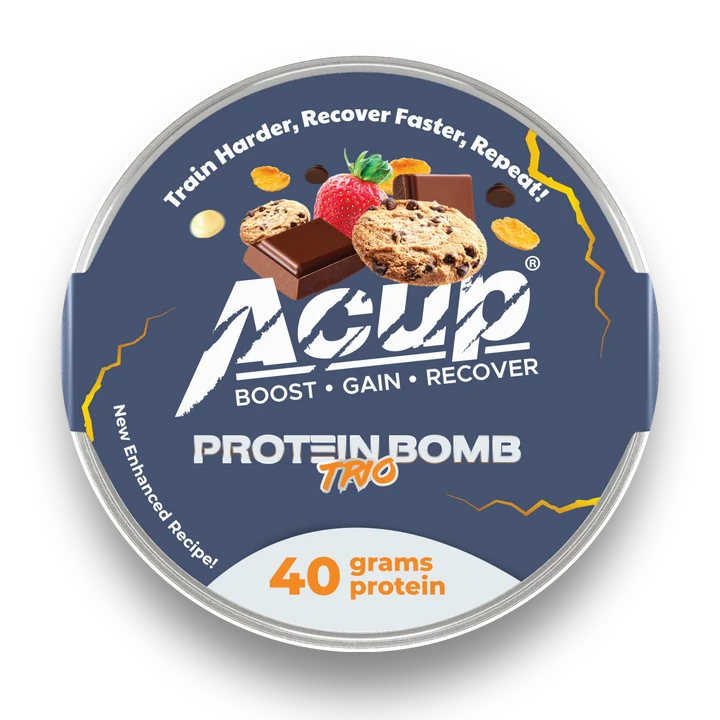 Train Harder, Recover Faster, Repeat!
Acup®
BOOST • GAIN • RECOVER
PROTEIN BOMB
TRIO
New Enhanced Recipe!
40 grams
protein